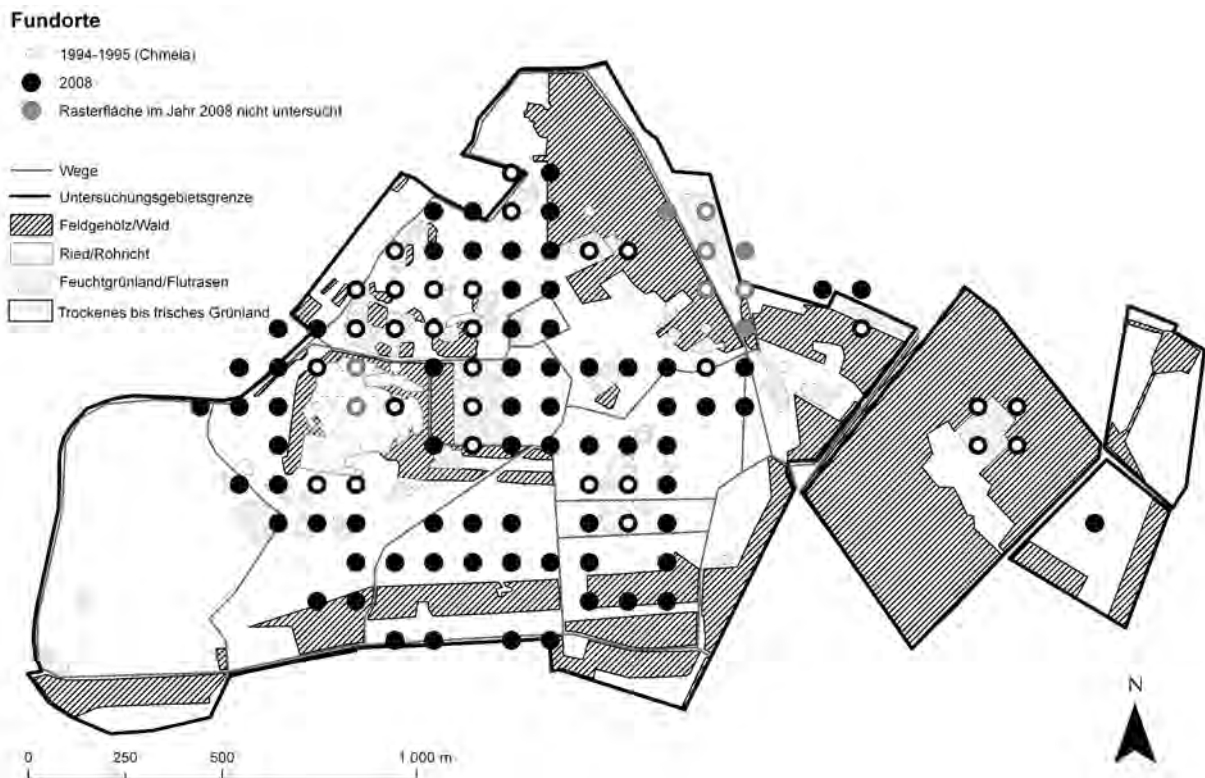 Fundorte
1994-1995 (Chmela)
2008
Rasterfläche im Jahr 2008 nicht untersucht
Wege
Untersuchungsgebietsgrenze
Feldgehölz/Wald
Ried/Röhricht
Feuchtgrünland/Flutrasen
Trockenes bis frisches Grünland
N
0 250 500 1.000 m